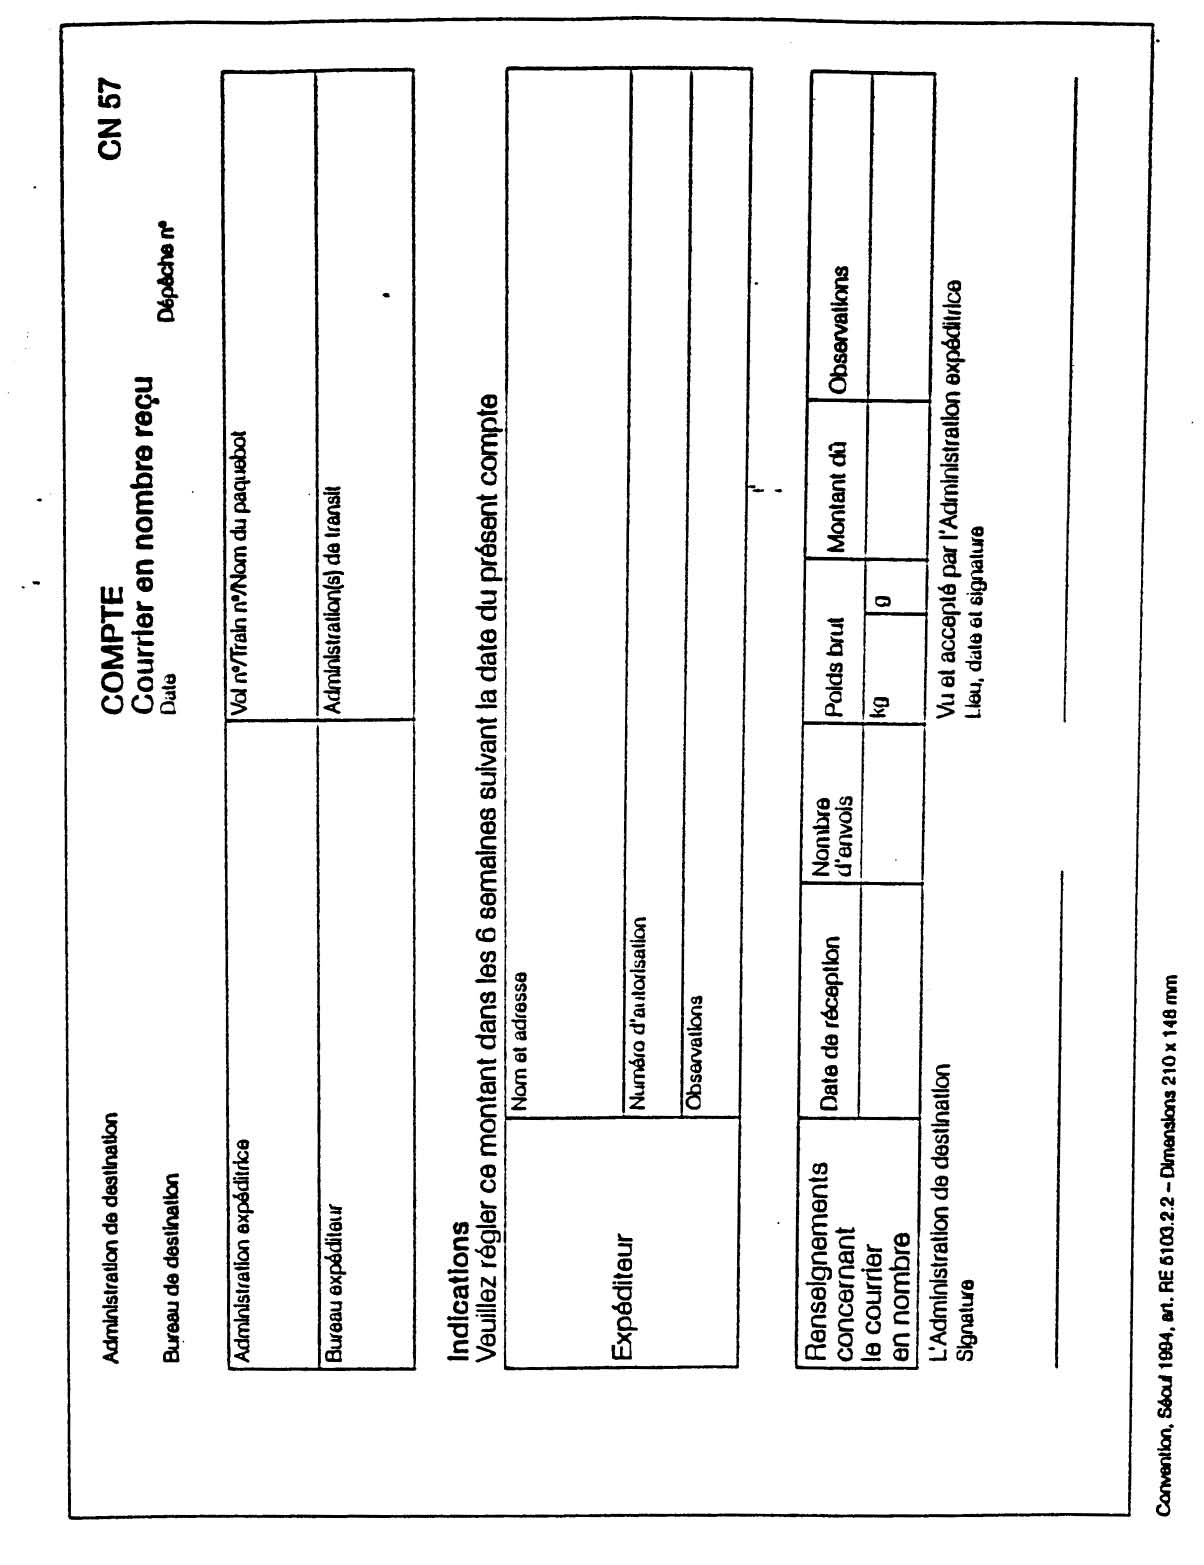 Administration de destination
COMPTE
CN 57
Courrier en nombre reçu
Bureau de destination
Date
Dépêche nº
Administration expéditrice
Vol nº/Train nº/Nom du paquebot
Bureau expéditeur
Administration(s) de transit
Indications
Veuillez régler ce montant dans les 6 semaines suivant la date du présent compte
Expéditeur
Nom et adresse
Numéro d'autorisation
Observations
Renseignements
concernant
le courrier
en nombre
Date de réception
Nombre
d'envois
Poids brut
Montant dû
Observations
kg
g
L'Administration de destination
Signature
Vu et accepté par l'Administration expéditrice
Lieu, date et signature
Convention, Séoul 1994, art. RE 5103.2.2 – Dimensions 210 x 148 mm